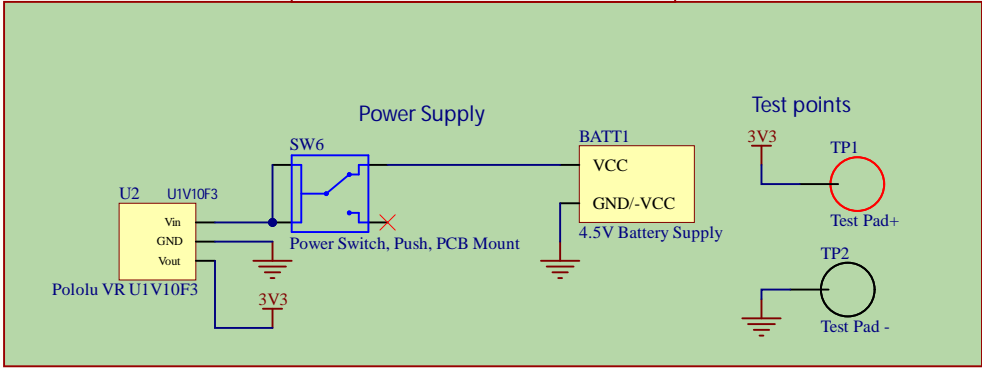 Power Supply
Test points
SW6
BATT1
3V3
TP1
VCC
U2 U1V10F3
GND/-VCC
Vin
Test Pad+
4.5V Battery Supply
GND
Power Switch, Push, PCB Mount
TP2
Vout
Pololu VR U1V10F3
3V3
Test Pad -